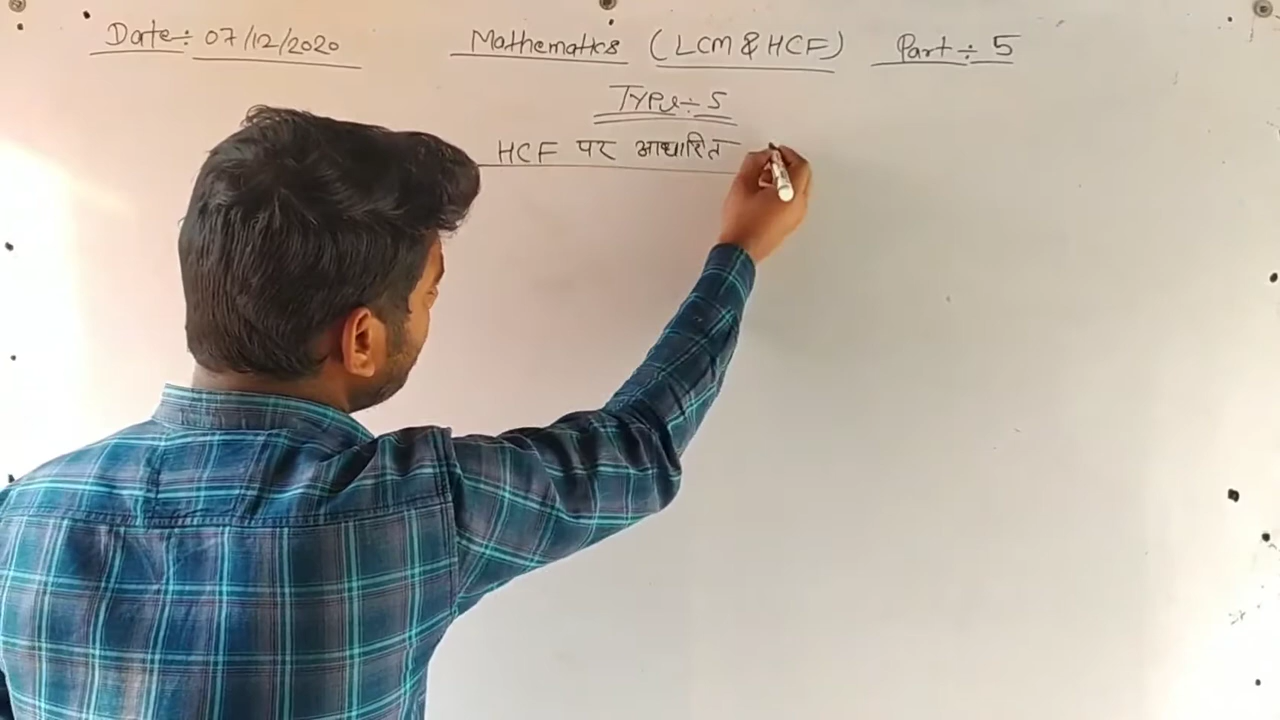 Date÷ 07/12/2020 Mathematics (LCM & HCF) Part ÷ 5
Type÷ 5
HCF पर आधारित